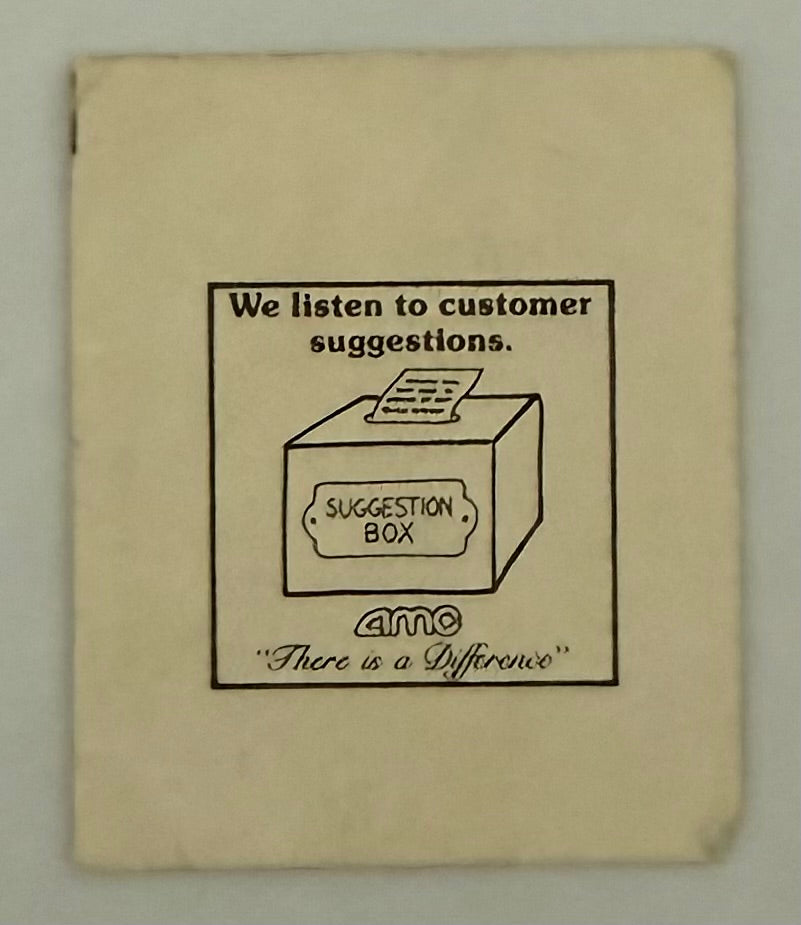 We listen to customer
suggestions.
SUGGESTION
BOX
amc
"There is a Difference"